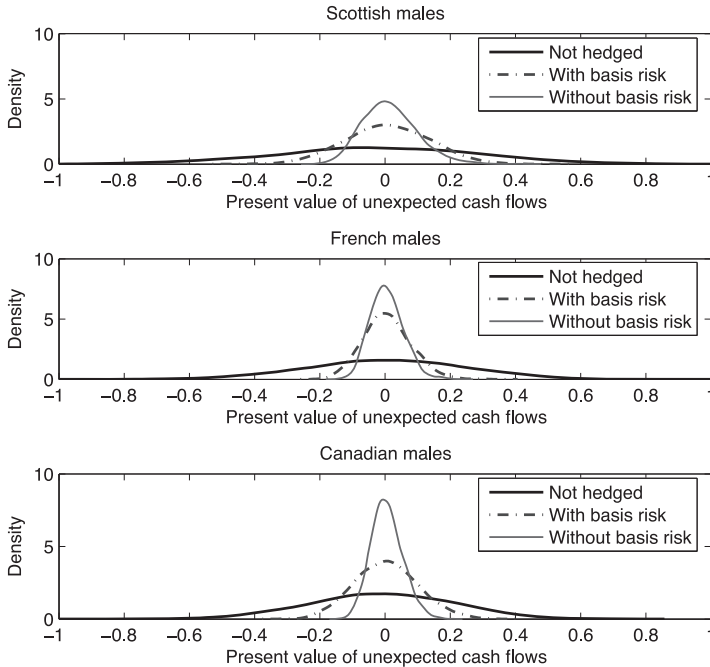 Scottish males
10
5
0
Density
Not hedged
With basis risk
Without basis risk
−1 −0.8 −0.6 −0.4 −0.2 0 0.2 0.4 0.6 0.8 1
Present value of unexpected cash flows
French males
10
5
0
Density
Not hedged
With basis risk
Without basis risk
−1 −0.8 −0.6 −0.4 −0.2 0 0.2 0.4 0.6 0.8 1
Present value of unexpected cash flows
Canadian males
10
5
0
Density
Not hedged
With basis risk
Without basis risk
−1 −0.8 −0.6 −0.4 −0.2 0 0.2 0.4 0.6 0.8 1
Present value of unexpected cash flows